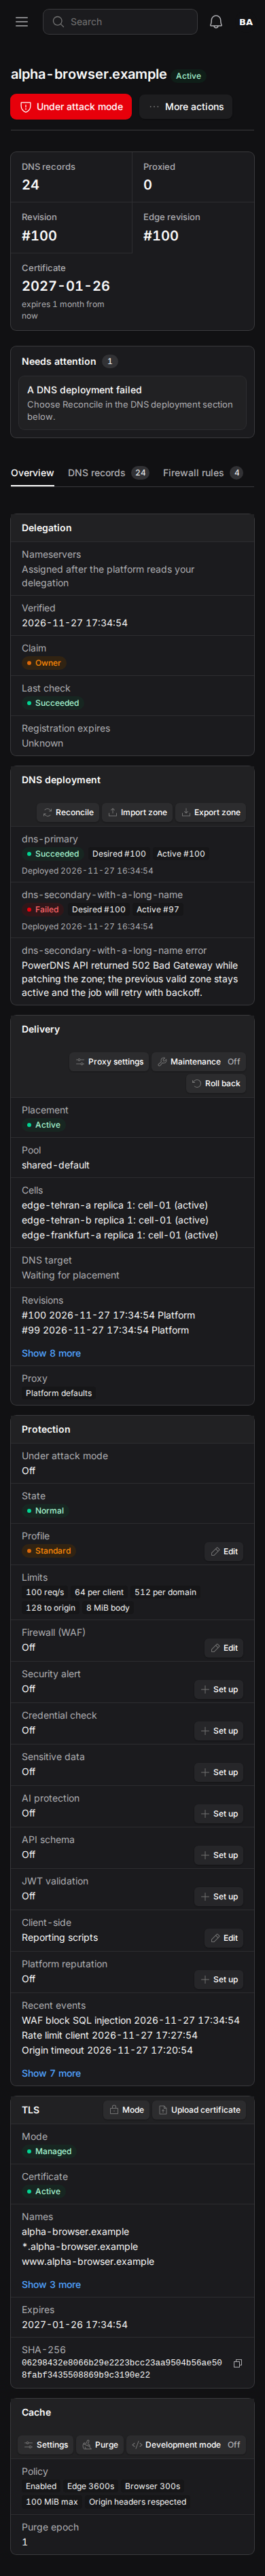 Search
BA
alpha-browser.example Active
Under attack mode
More actions
DNS records
24
Proxied
0
Revision
#100
Edge revision
#100
Certificate
2027-01-26
expires 1 month from
now
Needs attention 1
A DNS deployment failed
Choose Reconcile in the DNS deployment section
below.
Overview DNS records 24 Firewall rules 4
Delegation
Nameservers
Assigned after the platform reads your
delegation
Verified
2026-11-27 17:34:54
Claim
Owner
Last check
Succeeded
Registration expires
Unknown
DNS deployment
Reconcile Import zone Export zone
dns-primary
Succeeded Desired #100 Active #100
Deployed 2026-11-27 16:34:54
dns-secondary-with-a-long-name
Failed Desired #100 Active #97
Deployed 2026-11-27 16:34:54
dns-secondary-with-a-long-name error
PowerDNS API returned 502 Bad Gateway while
patching the zone; the previous valid zone stays
active and the job will retry with backoff.
Delivery
Proxy settings Maintenance Off
Roll back
Placement
Active
Pool
shared-default
Cells
edge-tehran-a replica 1: cell-01 (active)
edge-tehran-b replica 1: cell-01 (active)
edge-frankfurt-a replica 1: cell-01 (active)
DNS target
Waiting for placement
Revisions
#100 2026-11-27 17:34:54 Platform
#99 2026-11-27 17:34:54 Platform
Show 8 more
Proxy
Platform defaults
Protection
Under attack mode
Off
State
Normal
Profile
Standard Edit
Limits
100 req/s 64 per client 512 per domain
128 to origin 8 MiB body
Firewall (WAF)
Off Edit
Security alert
Off Set up
Credential check
Off Set up
Sensitive data
Off Set up
AI protection
Off Set up
API schema
Off Set up
JWT validation
Off Set up
Client-side
Reporting scripts Edit
Platform reputation
Off Set up
Recent events
WAF block SQL injection 2026-11-27 17:34:54
Rate limit client 2026-11-27 17:27:54
Origin timeout 2026-11-27 17:20:54
Show 7 more
TLS Mode Upload certificate
Mode
Managed
Certificate
Active
Names
alpha-browser.example
*.alpha-browser.example
www.alpha-browser.example
Show 3 more
Expires
2027-01-26 17:34:54
SHA-256
06298432e8066b29e2223bcc23aa9504b56ae50
8fabf3435508869b9c3190e22
Cache
Settings Purge Development mode Off
Policy
Enabled Edge 3600s Browser 300s
100 MiB max Origin headers respected
Purge epoch
1